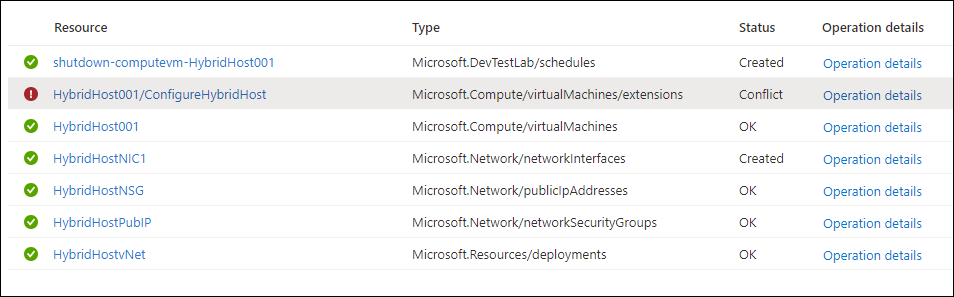 Resource Type Status Operation details
shutdown-computevm-HybridHost001 Microsoft.DevTestLab/schedules Created Operation details
HybridHost001/ConfigureHybridHost Microsoft.Compute/virtualMachines/extensions Conflict Operation details
HybridHost001 Microsoft.Compute/virtualMachines OK Operation details
HybridHostNIC1 Microsoft.Network/networkInterfaces Created Operation details
HybridHostNSG Microsoft.Network/publicIpAddresses OK Operation details
HybridHostPubIP Microsoft.Network/networkSecurityGroups OK Operation details
HybridHostvNet Microsoft.Resources/deployments OK Operation details